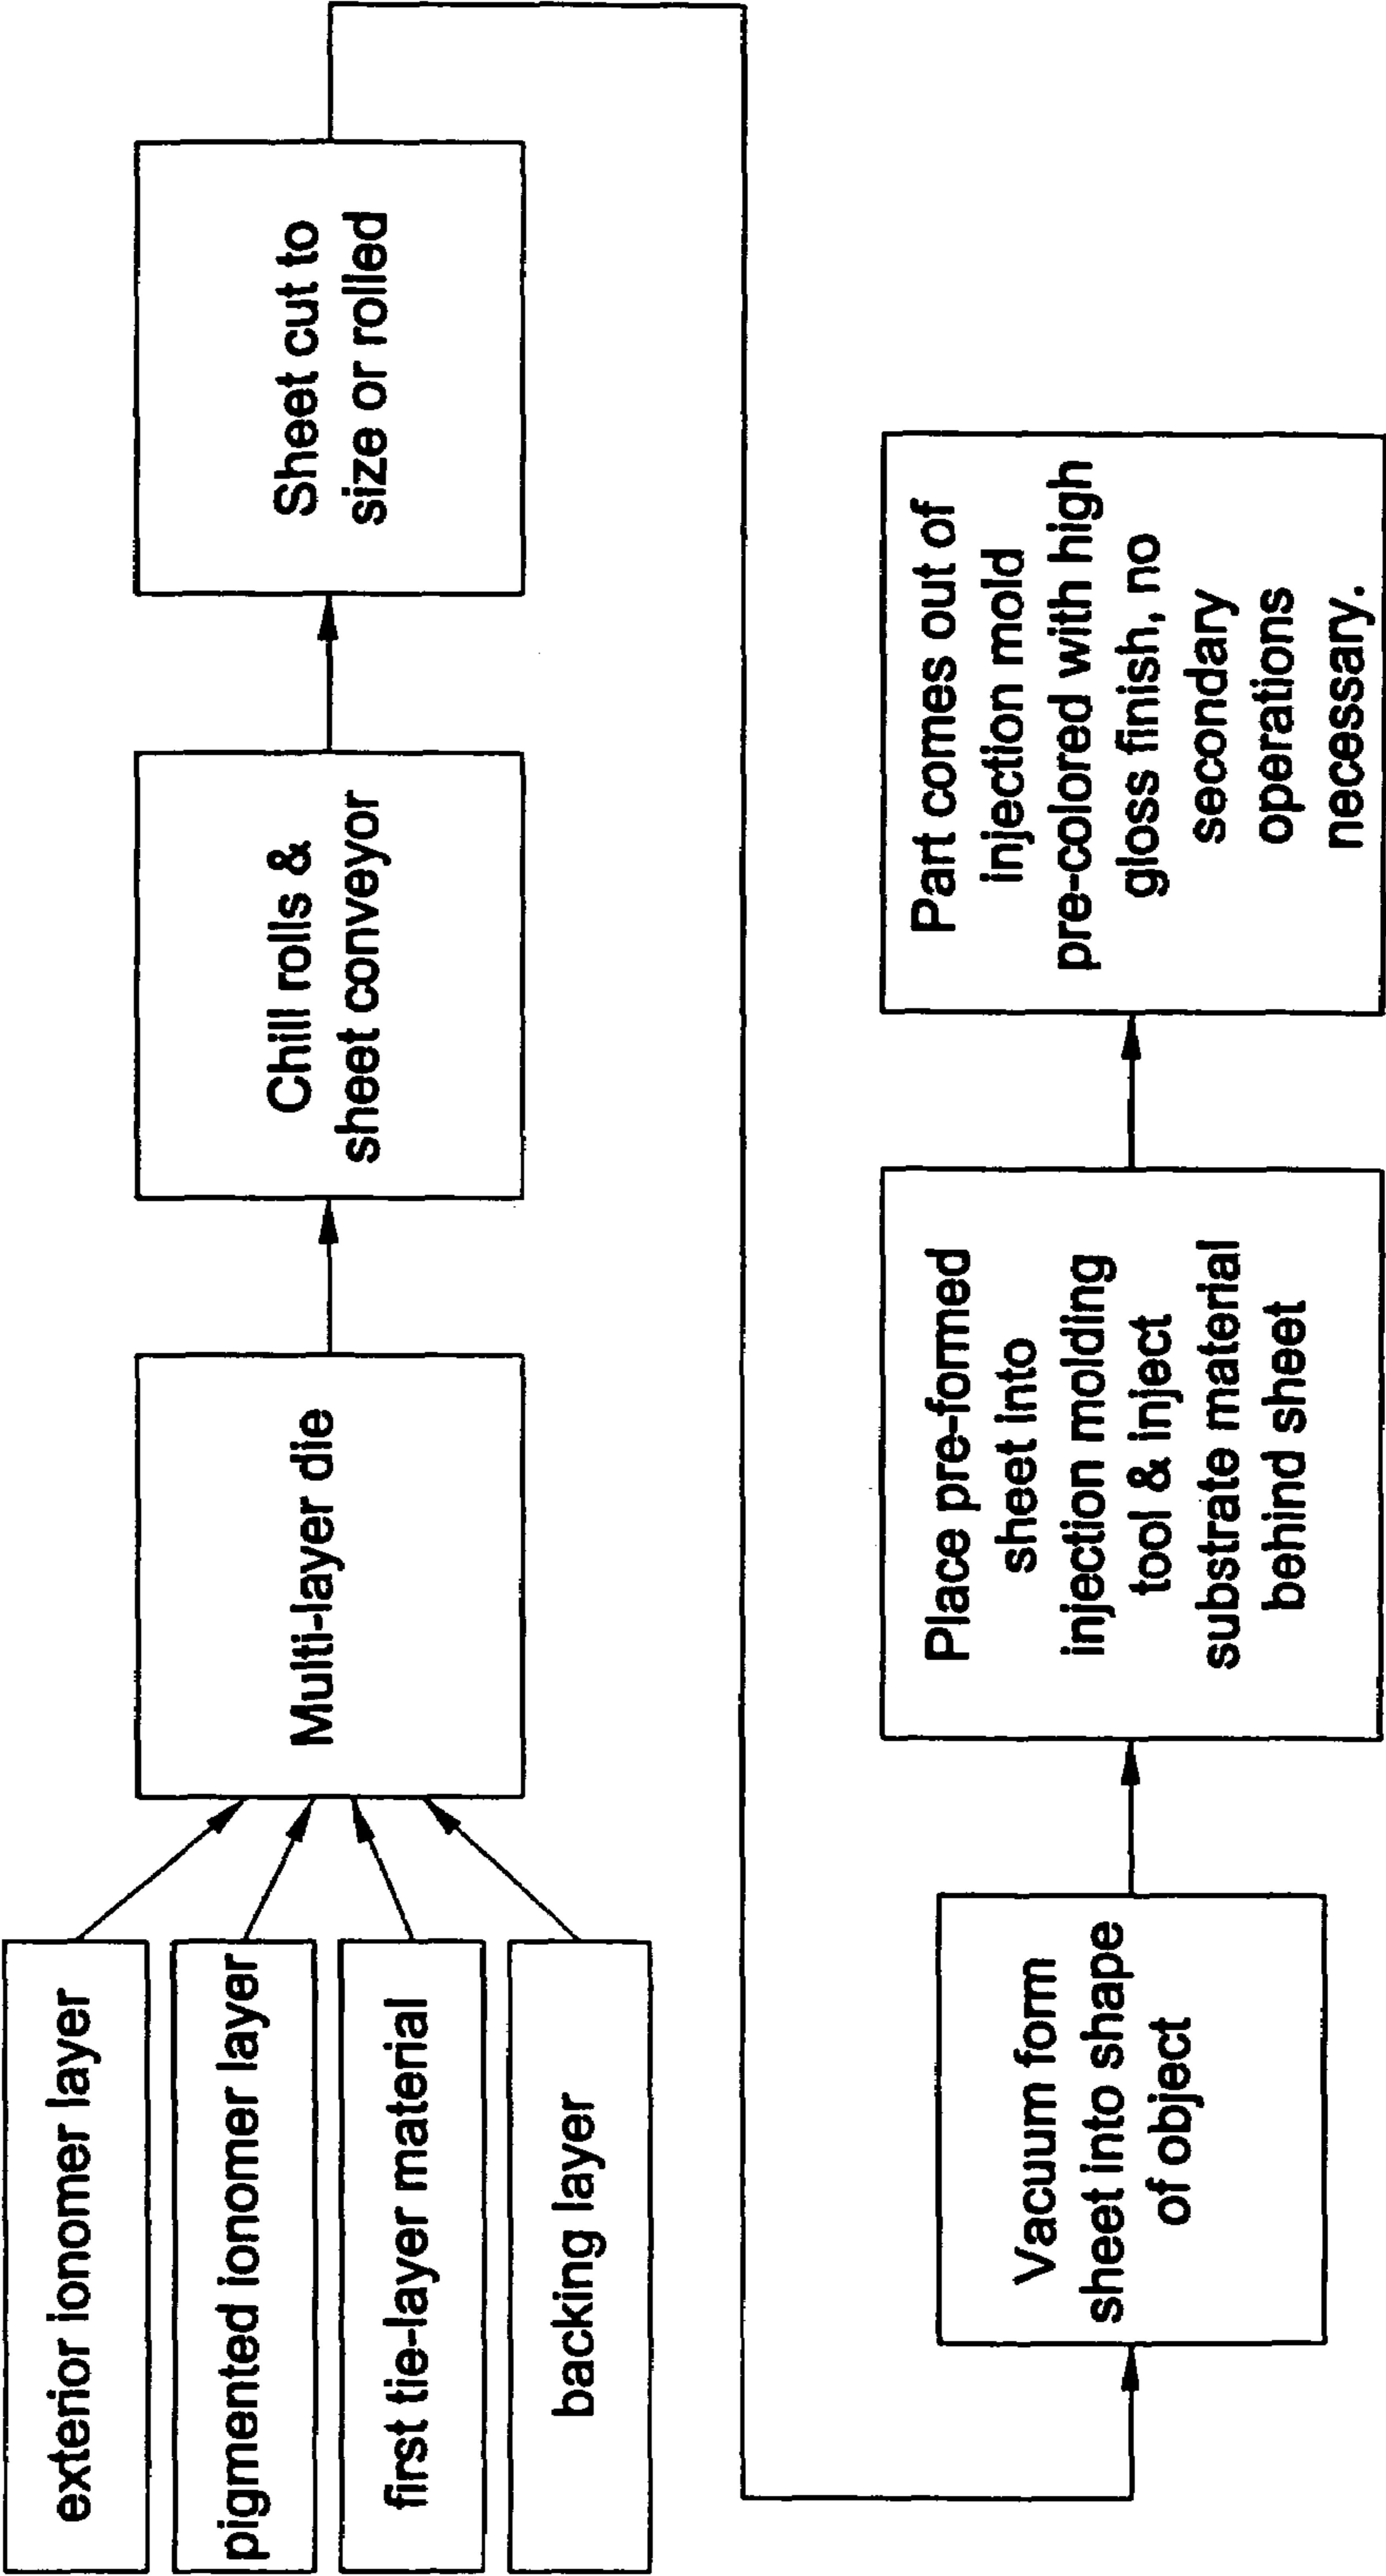 exterior ionomer layer
pigmented ionomer layer
first tie-layer material
backing layer
Multi-layer die
Chill rolls &
sheet conveyor
Sheet cut to
size or rolled
Vacuum form
sheet into shape
of object
Place pre-formed
sheet into
injection molding
tool & inject
substrate material
behind sheet
Part comes out of
injection mold
pre-colored with high
gloss finish, no
secondary
operations
necessary.